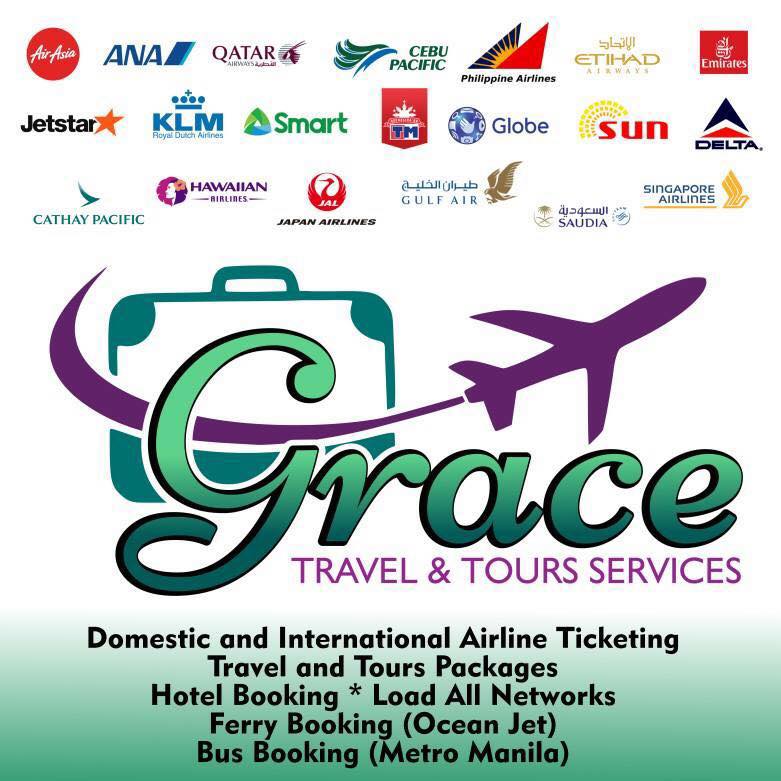 AirAsia
ANA
QATAR
AIRWAYS القطرية
CEBU
PACIFIC
Philippine Airlines
الإتحاد
ETIHAD
AIRWAYS
Emirates
Jetstar
KLM
Royal Dutch Airlines
Smart
TM
Globe
sun
DELTA
CATHAY PACIFIC
HAWAIIAN
AIRLINES
JAL
JAPAN AIRLINES
طيران الخليج
GULF AIR
السعودية
SAUDIA
SINGAPORE
AIRLINES
Grace
TRAVEL & TOURS SERVICES
Domestic and International Airline Ticketing
Travel and Tours Packages
Hotel Booking * Load All Networks
Ferry Booking (Ocean Jet)
Bus Booking (Metro Manila)